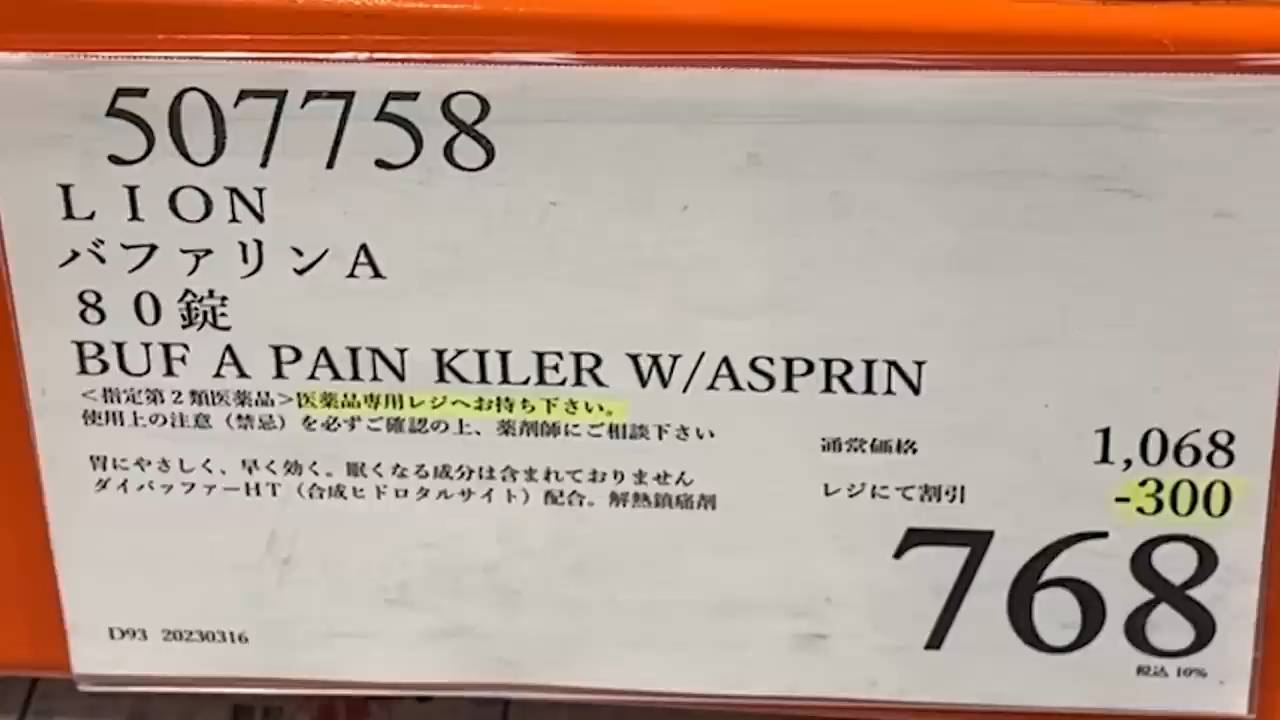 507758
LION
バファリンA
80錠
BUF A PAIN KILER W/ASPRIN
<指定第2類医薬品>医薬品専用レジへお持ち下さい。
使用上の注意（禁忌）を必ずご確認の上、薬剤師にご相談下さい
胃にやさしく、早く効く。眠くなる成分は含まれておりません
ダイバッファーHT（合成ヒドロタルサイト）配合。解熱鎮痛剤
通常価格 1,068
レジにて割引 -300
768
税込 10%
D93 20230316